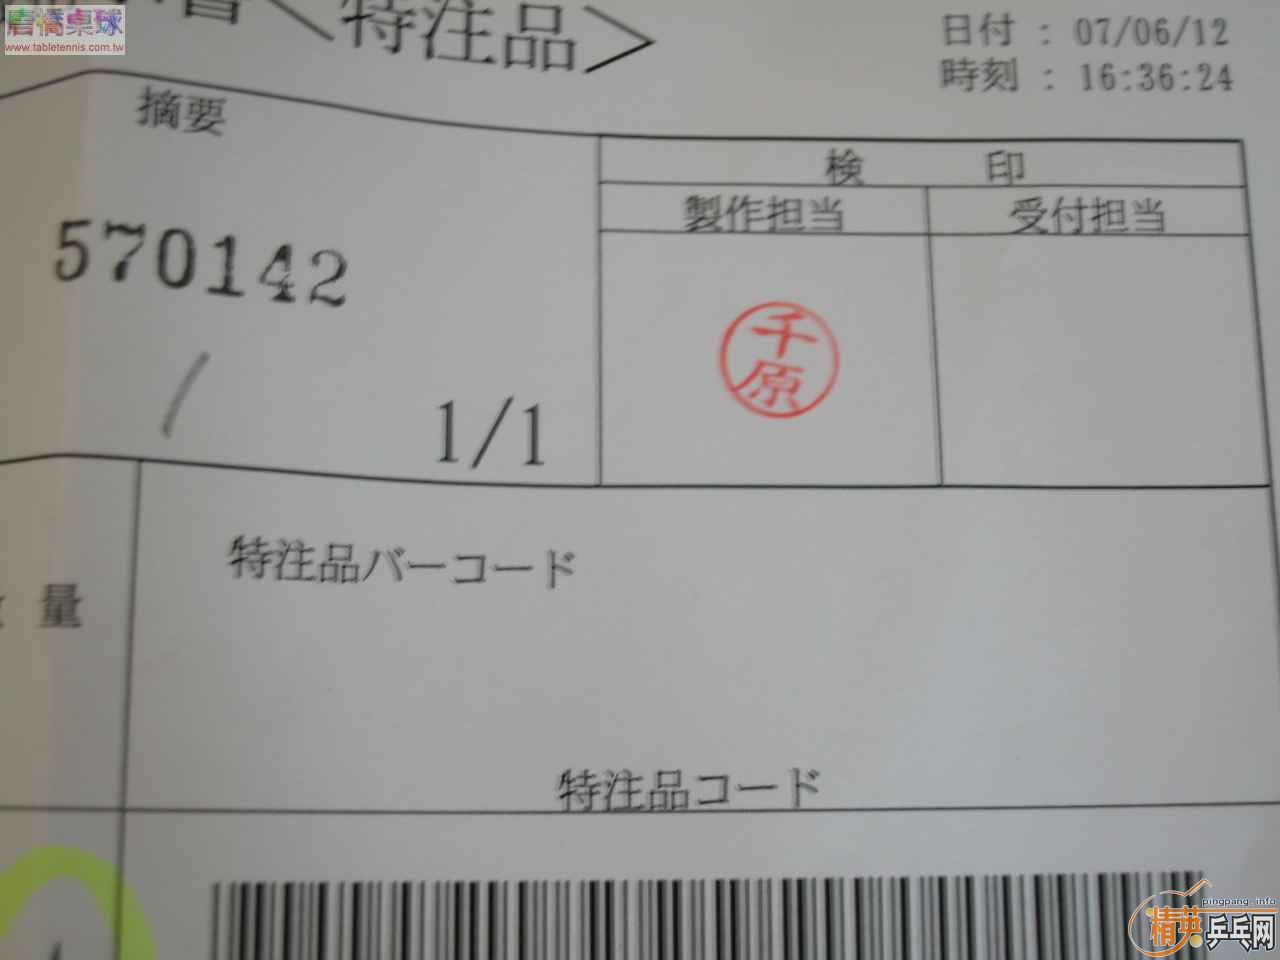 唇橋桌球
www.tabletennis.com.tw
書＜特注品＞
日付 : 07/06/12
時刻 : 16:36:24
摘要
検 印
製作担当 受付担当
570142
千原
/
1/1
特注品バーコード
量
特注品コード
pingpang.info
精英乒乓网